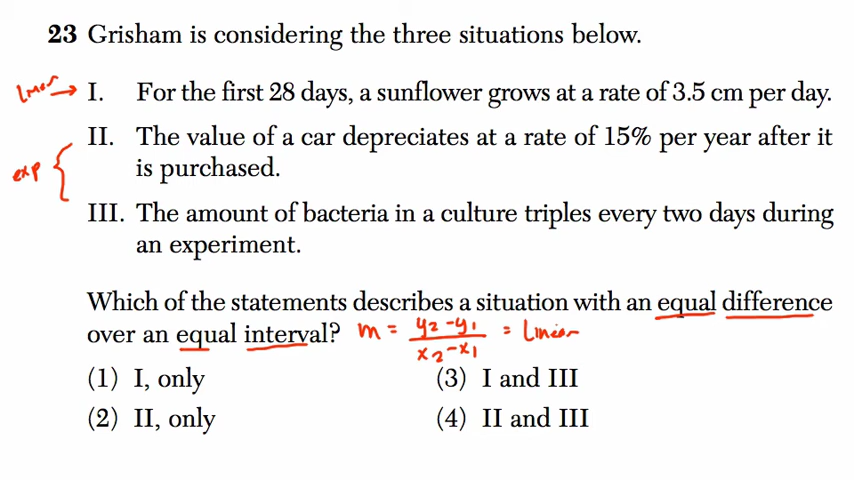 23 Grisham is considering the three situations below.
linear → I. For the first 28 days, a sunflower grows at a rate of 3.5 cm per day.
II. The value of a car depreciates at a rate of 15% per year after it
is purchased.
exp {
III. The amount of bacteria in a culture triples every two days during
an experiment.
Which of the statements describes a situation with an equal difference
over an equal interval? m = y₂-y₁ / x₂-x₁ = Linear
(1) I, only (3) I and III
(2) II, only (4) II and III